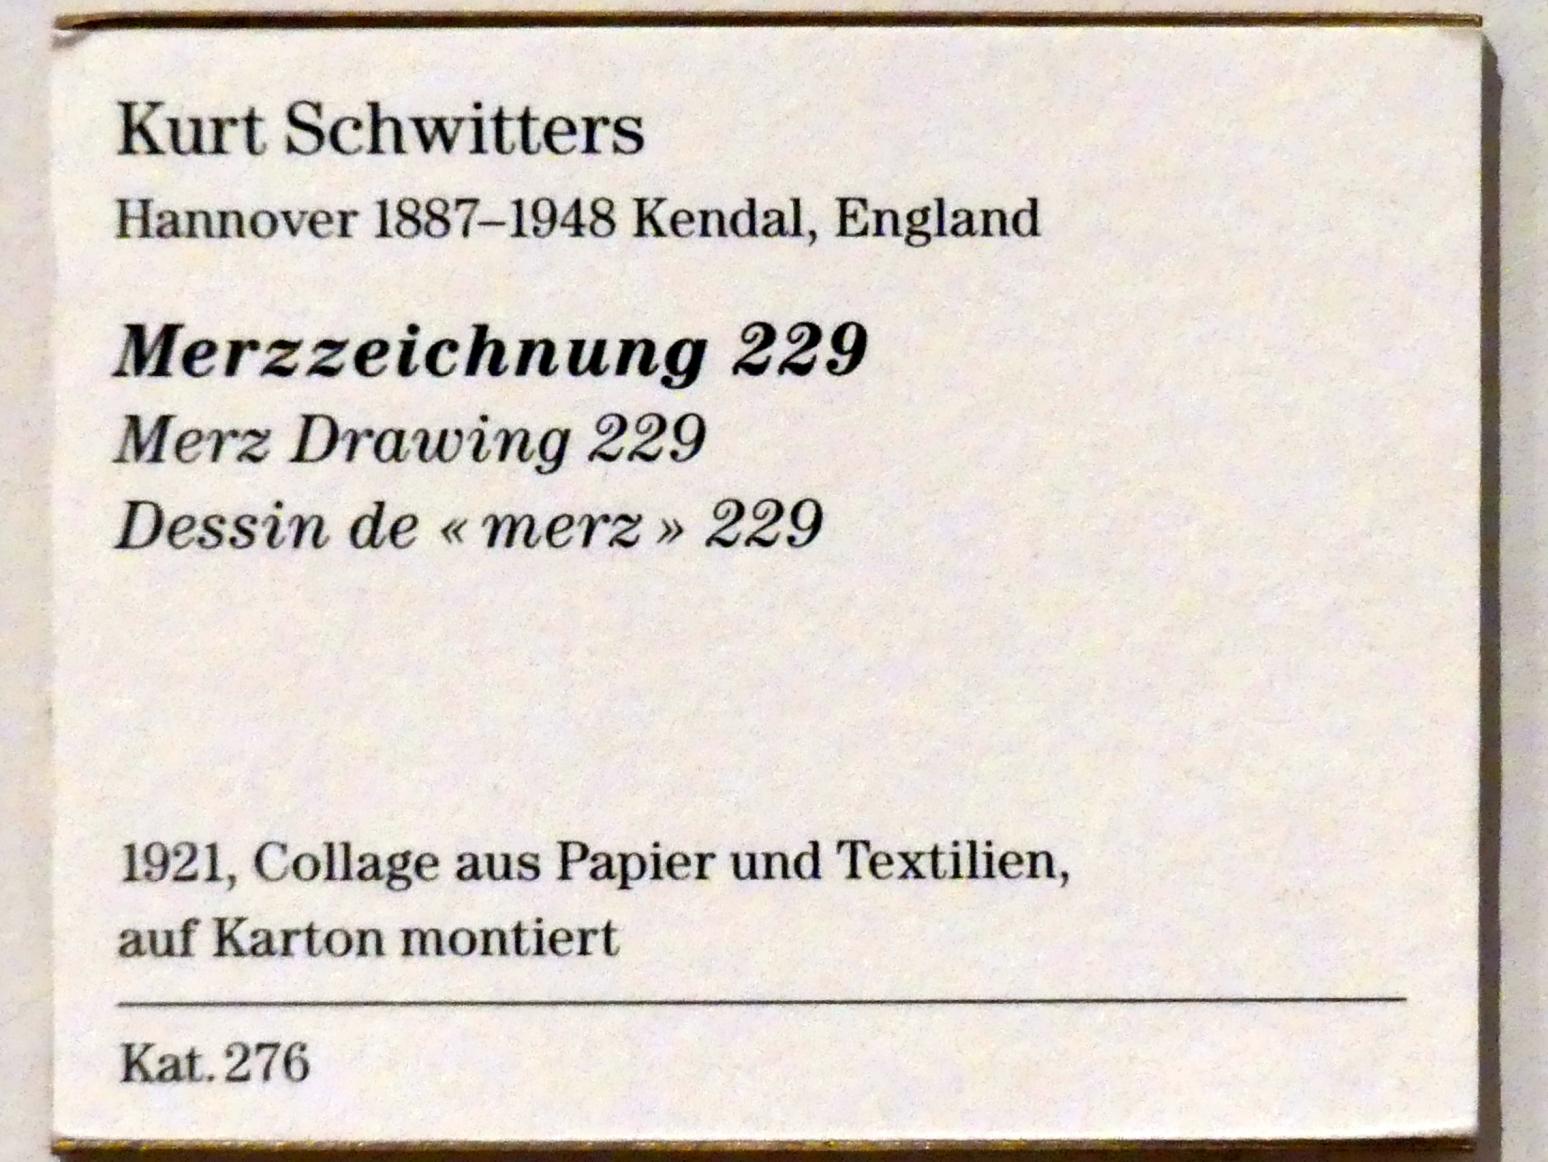 Kurt Schwitters
Hannover 1887–1948 Kendal, England
Merzzeichnung 229
Merz Drawing 229
Dessin de « merz » 229
1921, Collage aus Papier und Textilien,
auf Karton montiert
Kat. 276